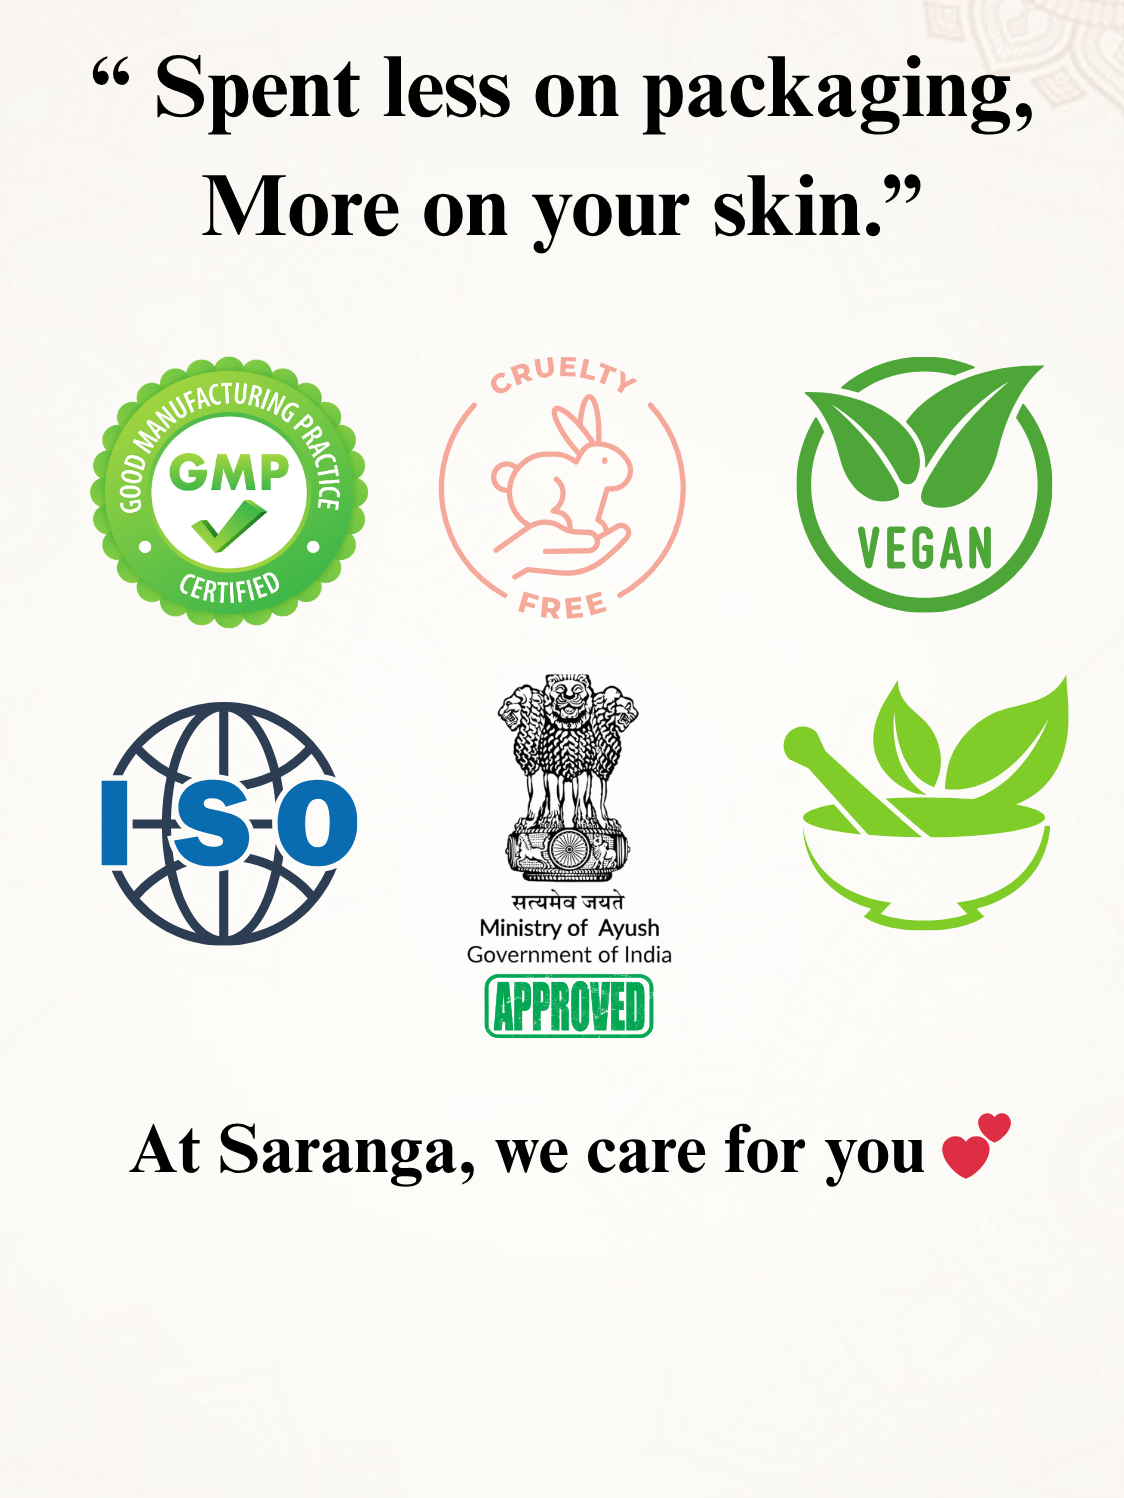 “ Spent less on packaging,
More on your skin.”
GOOD MANUFACTURING PRACTICE
GMP
CERTIFIED
CRUELTY
FREE
VEGAN
ISO
सत्यमेव जयते
Ministry of Ayush
Government of India
APPROVED
At Saranga, we care for you 💕